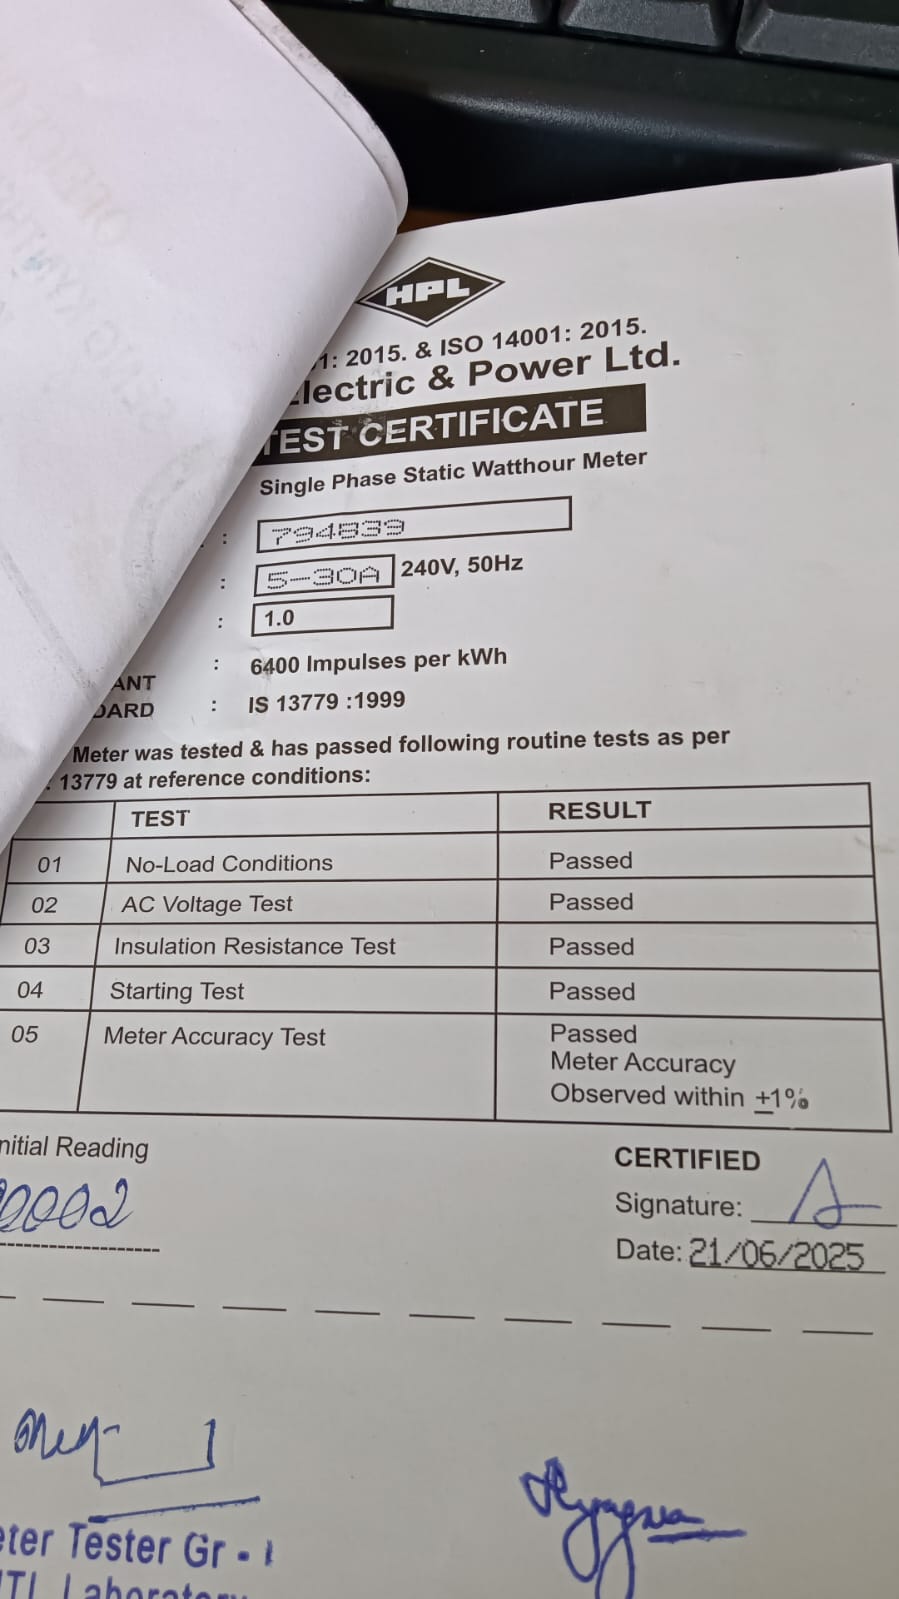 HPL
1: 2015. & ISO 14001: 2015.
lectric & Power Ltd.
TEST CERTIFICATE
Single Phase Static Watthour Meter
: 794839
: 5-30A 240V, 50Hz
: 1.0
: 6400 Impulses per kWh
ANT
DARD : IS 13779 :1999
Meter was tested & has passed following routine tests as per
13779 at reference conditions:
TEST RESULT
01 No-Load Conditions Passed
02 AC Voltage Test Passed
03 Insulation Resistance Test Passed
04 Starting Test Passed
05 Meter Accuracy Test Passed
Meter Accuracy
Observed within ±1%
nitial Reading
0002
CERTIFIED
Signature:
Date: 21/06/2025
eter Tester Gr - I
MTL Laboratory